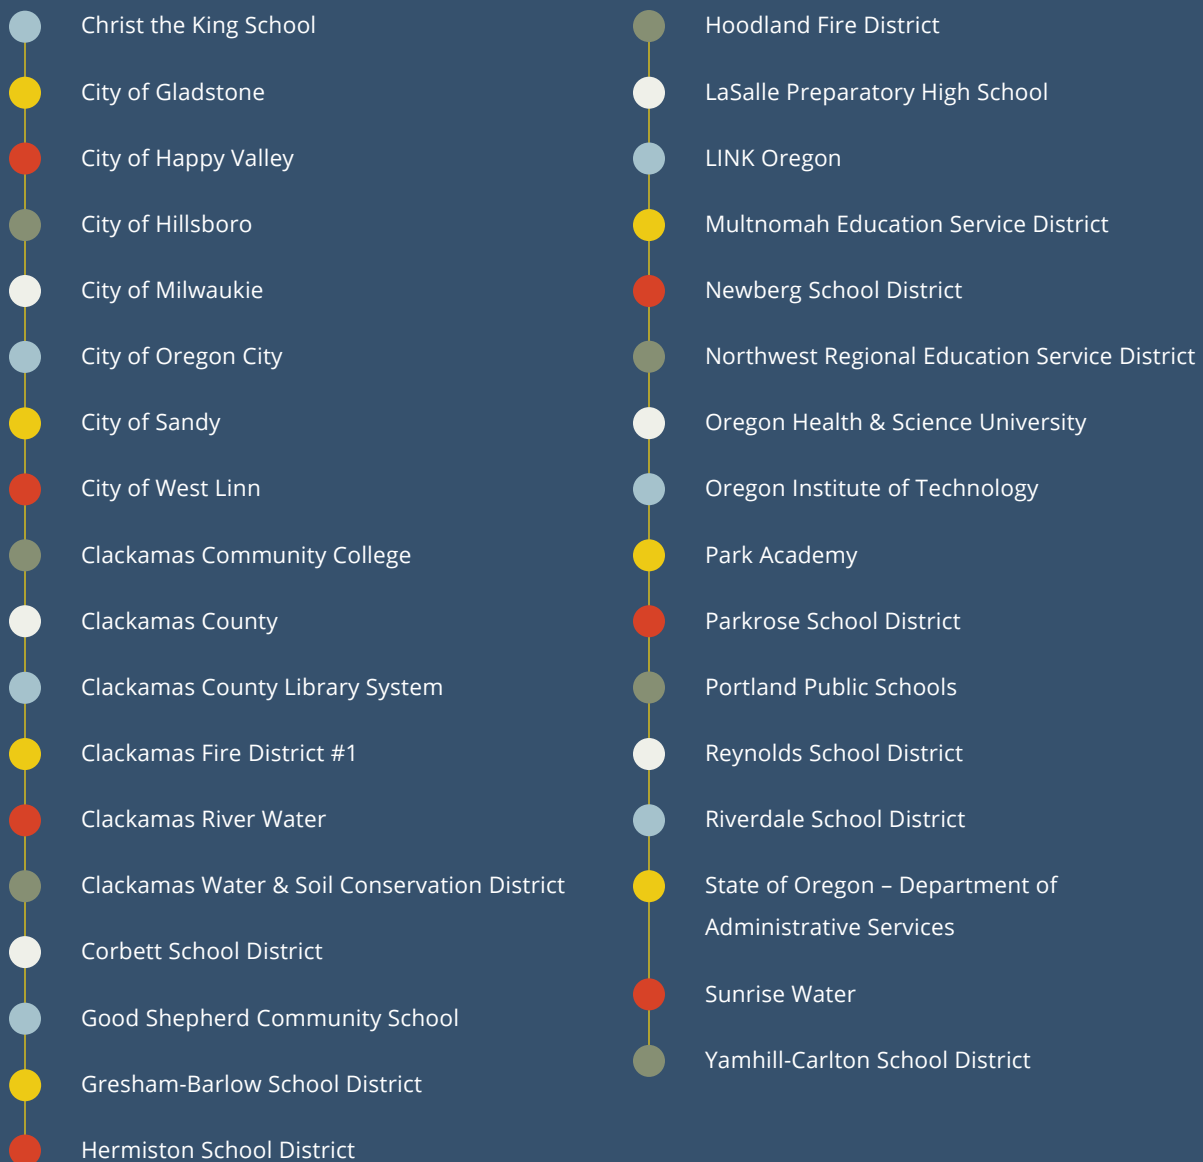 Christ the King School
City of Gladstone
City of Happy Valley
City of Hillsboro
City of Milwaukie
City of Oregon City
City of Sandy
City of West Linn
Clackamas Community College
Clackamas County
Clackamas County Library System
Clackamas Fire District #1
Clackamas River Water
Clackamas Water & Soil Conservation District
Corbett School District
Good Shepherd Community School
Gresham-Barlow School District
Hermiston School District
Hoodland Fire District
LaSalle Preparatory High School
LINK Oregon
Multnomah Education Service District
Newberg School District
Northwest Regional Education Service District
Oregon Health & Science University
Oregon Institute of Technology
Park Academy
Parkrose School District
Portland Public Schools
Reynolds School District
Riverdale School District
State of Oregon – Department of
Administrative Services
Sunrise Water
Yamhill-Carlton School District